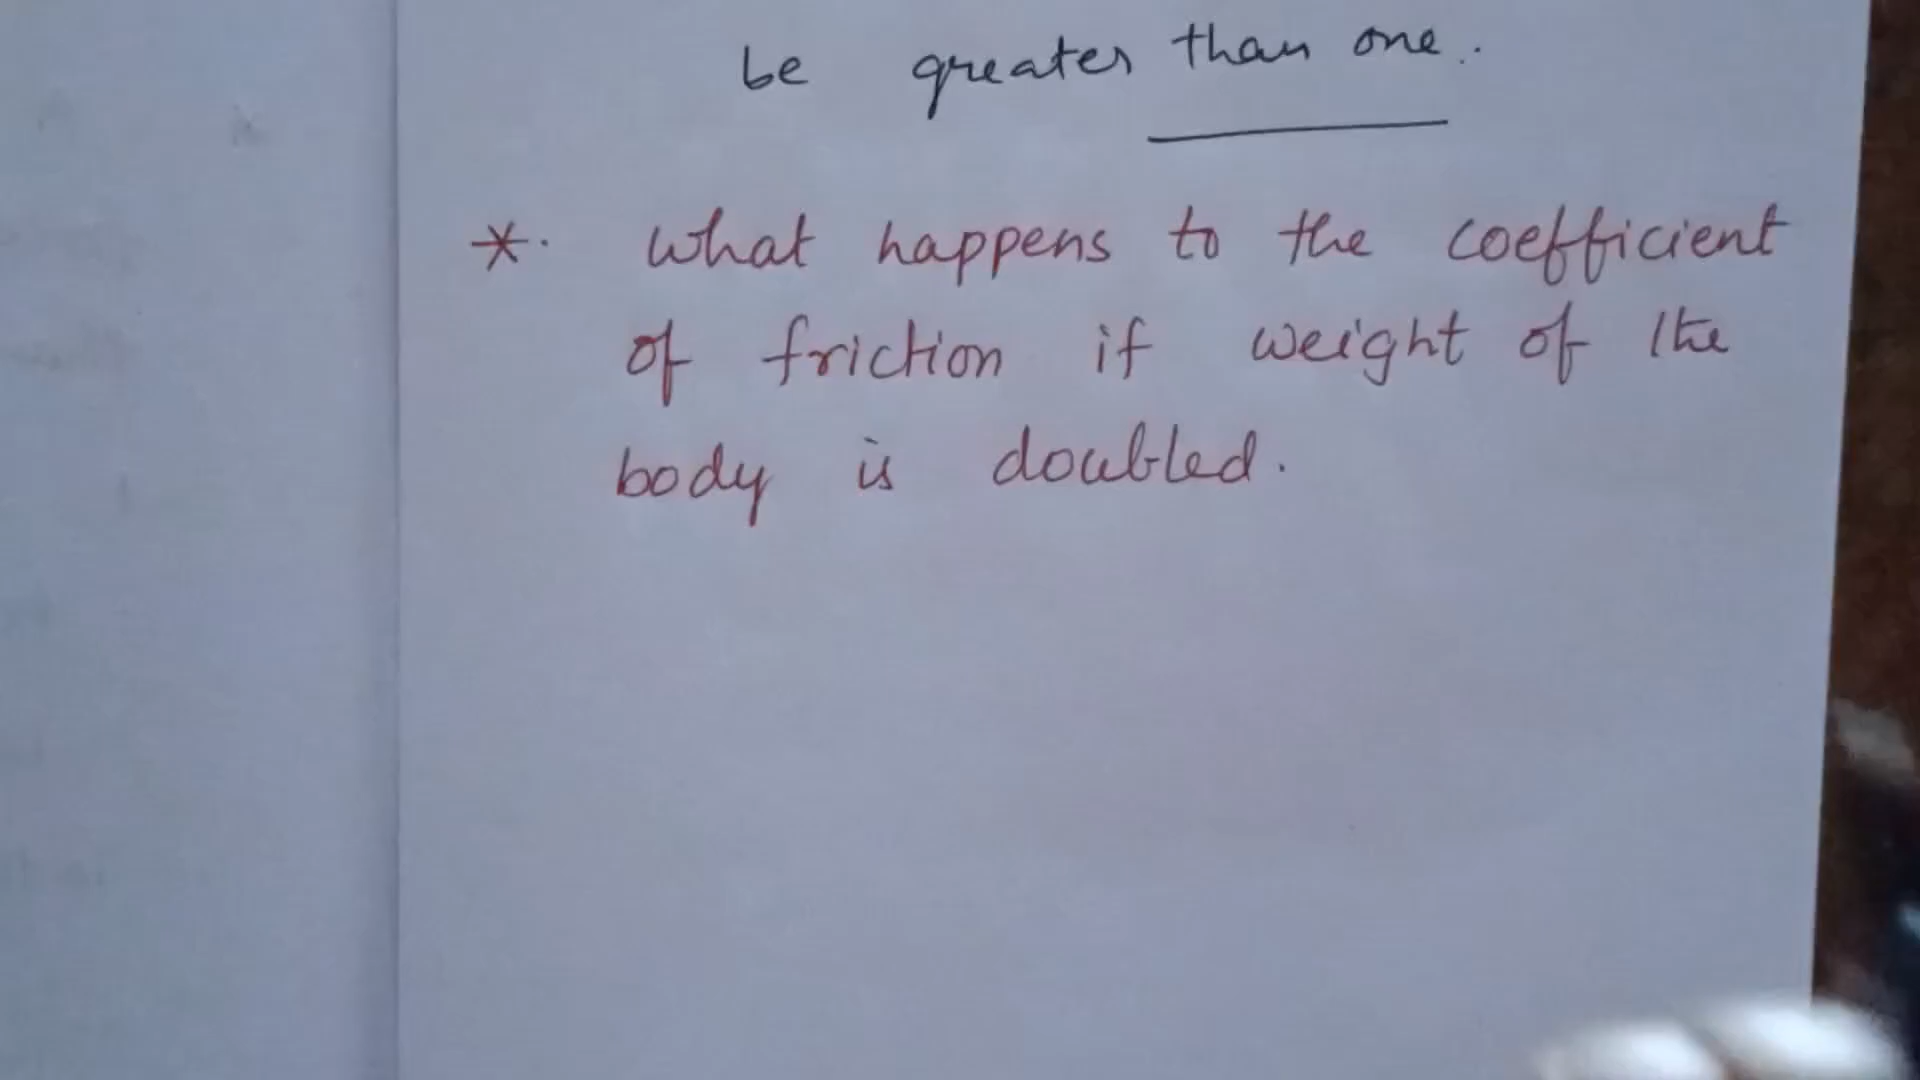 be greater than one.
*. What happens to the coefficient
of friction if weight of the
body is doubled.